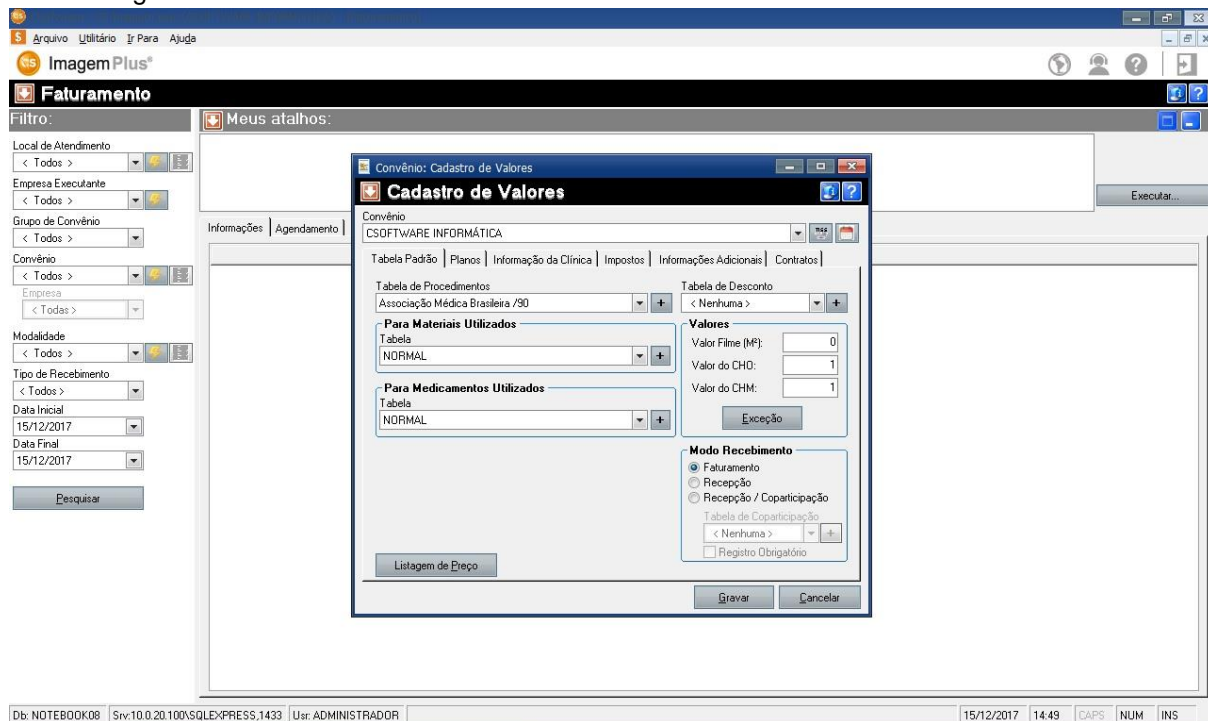 Arquivo Utilitário Ir Para Ajuda
cis ImagemPlus®
Faturamento
Filtro:
Meus atalhos:
Local de Atendimento
< Todos >
Empresa Executante
< Todos >
Grupo de Convênio
< Todos >
Convênio
< Todos >
Empresa
< Todas >
Modalidade
< Todos >
Tipo de Recebimento
< Todos >
Data Inicial
15/12/2017
Data Final
15/12/2017
Pesquisar
Executar...
Informações Agendamento
Convênio: Cadastro de Valores
Cadastro de Valores
Convênio
CSOFTWARE INFORMÁTICA
Tabela Padrão Planos Informação da Clínica Impostos Informações Adicionais Contratos
Tabela de Procedimentos
Associação Médica Brasileira /90
Tabela de Desconto
< Nenhuma >
Para Materiais Utilizados
Tabela
NORMAL
Para Medicamentos Utilizados
Tabela
NORMAL
Valores
Valor Filme (M²): 0
Valor do CHO: 1
Valor do CHM: 1
Exceção
Modo Recebimento
Faturamento
Recepção
Recepção / Coparticipação
Tabela de Coparticipação
< Nenhuma >
Registro Obrigatório
Listagem de Preço
Gravar Cancelar
Db: NOTEBOOK08 Srv:10.0.20.100\SQLEXPRESS,1433 Usr: ADMINISTRADOR 15/12/2017 14:49 CAPS NUM INS